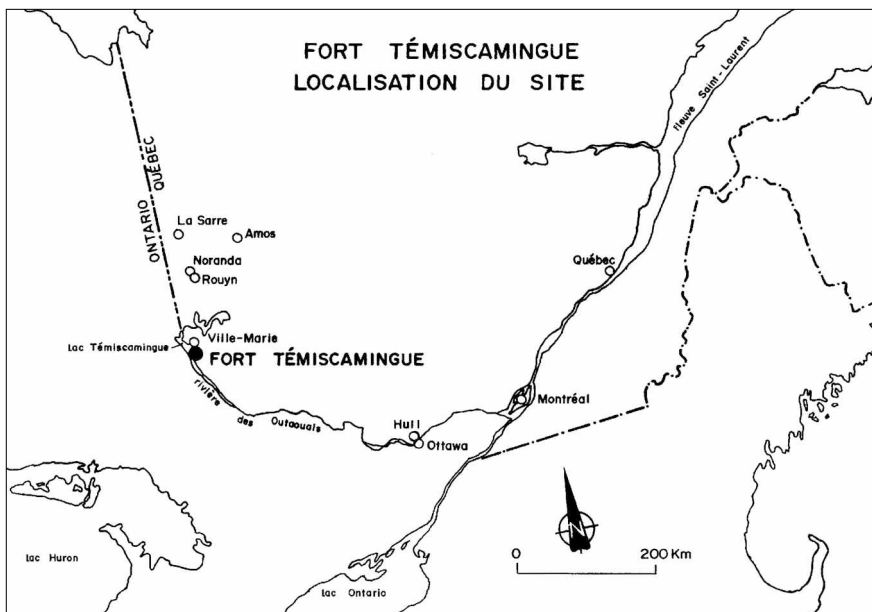 FORT TÉMISCAMINGUE
LOCALISATION DU SITE
fleuve Saint-Laurent
ONTARIO
QUÉBEC
La Sarre
Amos
Noranda
Rouyn
Québec
Ville-Marie
Lac Témiscamingue
FORT TÉMISCAMINGUE
rivière des Outaouais
Montréal
Hull
Ottawa
N
0 200 Km
Lac Huron
Lac Ontario